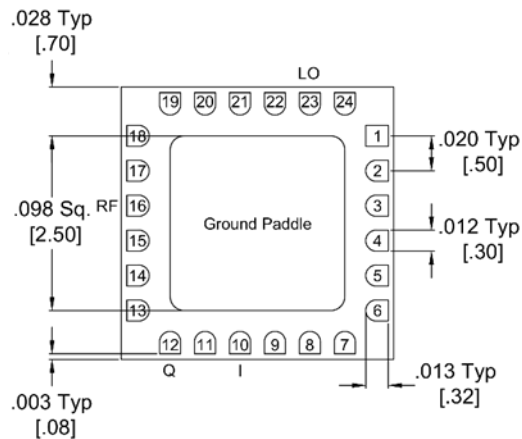 .028 Typ
[.70]
LO
19 20 21 22 23 24
18 1
.020 Typ
[.50]
17 2
.098 Sq.
[2.50]
RF 16 3
Ground Paddle
.012 Typ
[.30]
15 4
14 5
13 6
12 11 10 9 8 7
Q I
.013 Typ
[.32]
.003 Typ
[.08]